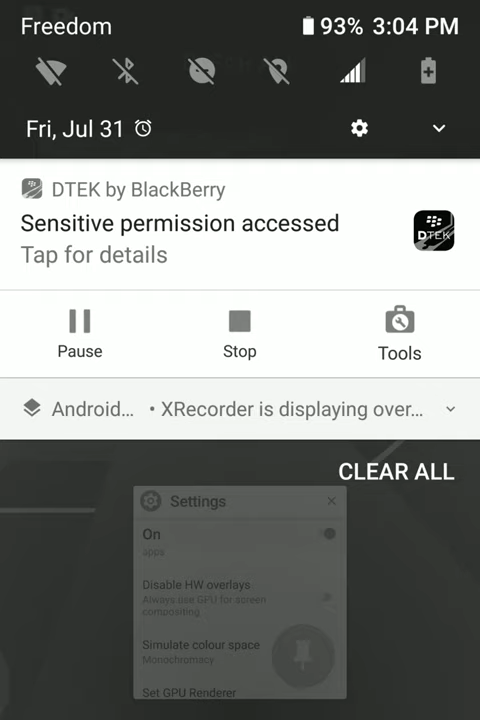 Freedom 93% 3:04 PM
Fri, Jul 31
DTEK by BlackBerry
Sensitive permission accessed
Tap for details
DTEK
Pause Stop Tools
Android... • XRecorder is displaying over...
CLEAR ALL
Settings
On
apps
Disable HW overlays
Always use GPU for screen
compositing
Simulate colour space
Monochromacy
Set GPU Renderer